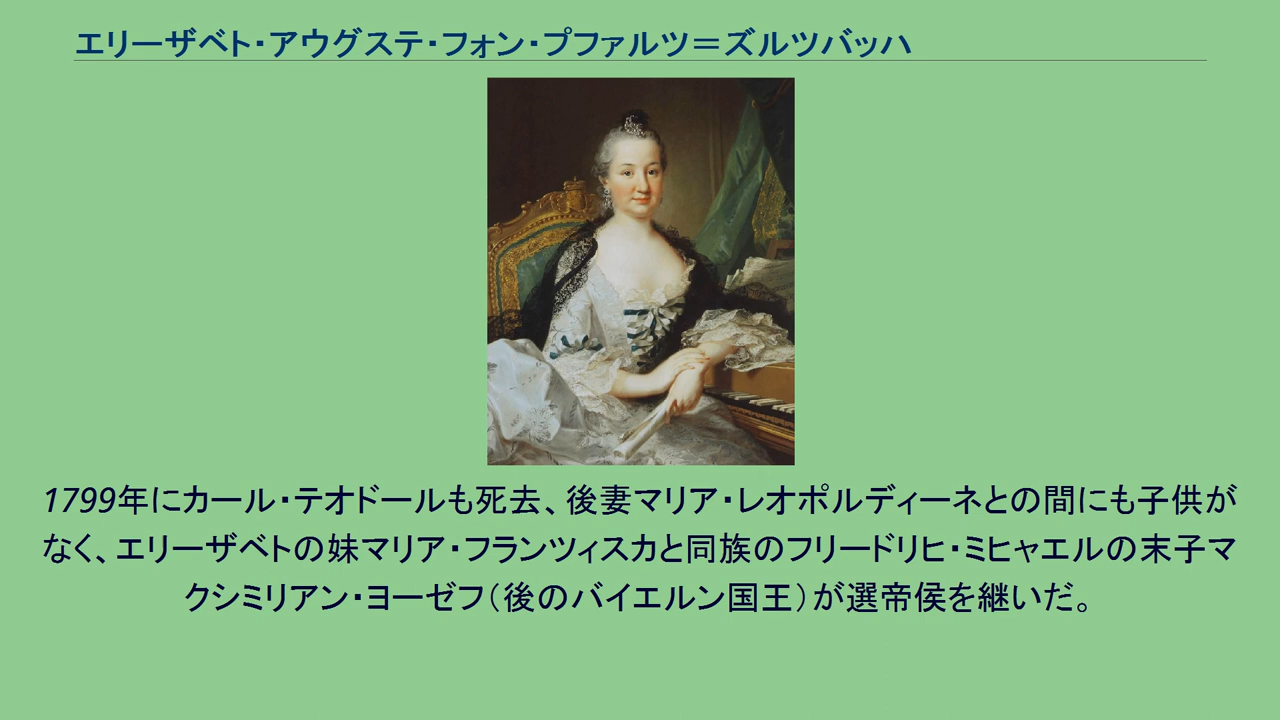 エリーザベト・アウグステ・フォン・プファルツ＝ズルツバッハ
1799年にカール・テオドールも死去、後妻マリア・レオポルディーネとの間にも子供が
なく、エリーザベトの妹マリア・フランツィスカと同族のフリードリヒ・ミヒャエルの末子マ
クシミリアン・ヨーゼフ（後のバイエルン国王）が選帝侯を継いだ。